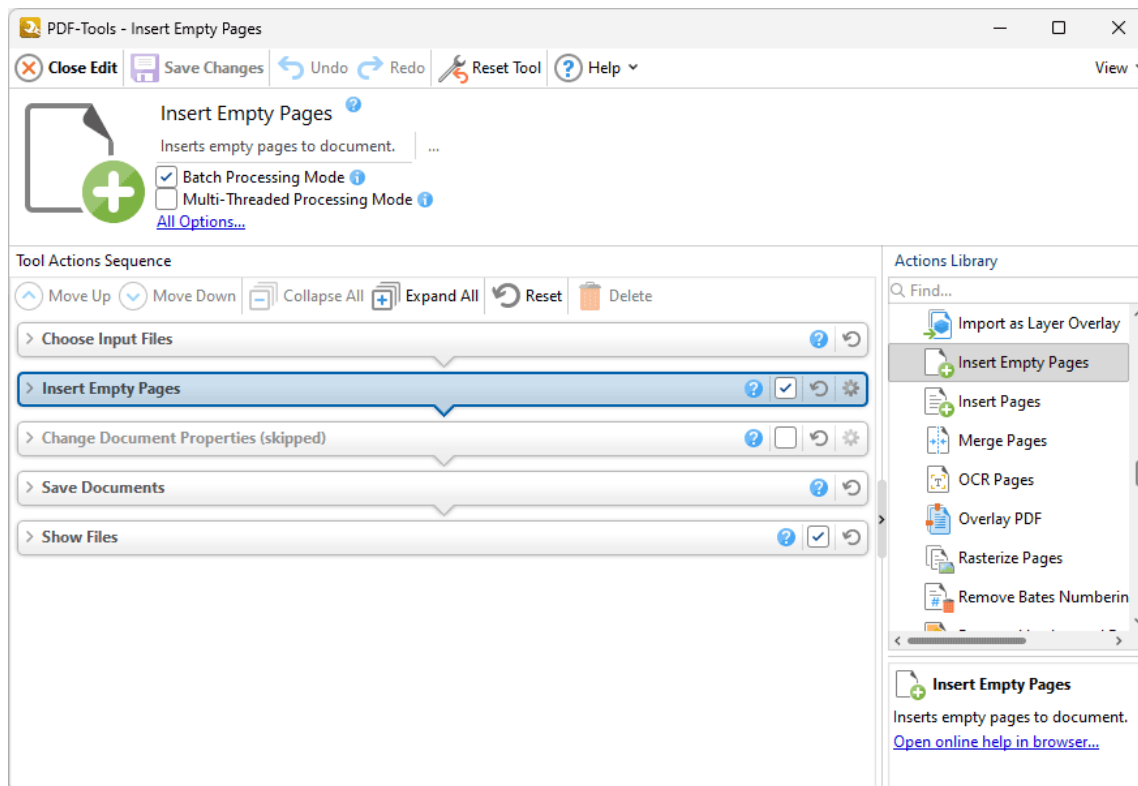 PDF-Tools - Insert Empty Pages
Close Edit Save Changes Undo Redo Reset Tool ? Help View
Insert Empty Pages ?
Inserts empty pages to document. ...
Batch Processing Mode i
Multi-Threaded Processing Mode i
All Options...
Tool Actions Sequence
Move Up Move Down Collapse All Expand All Reset Delete
Choose Input Files ?
Insert Empty Pages ?
Change Document Properties (skipped) ?
Save Documents ?
Show Files ?
Actions Library
Find...
Import as Layer Overlay
Insert Empty Pages
Insert Pages
Merge Pages
OCR Pages
Overlay PDF
Rasterize Pages
Remove Bates Numberin
Insert Empty Pages
Inserts empty pages to document.
Open online help in browser...